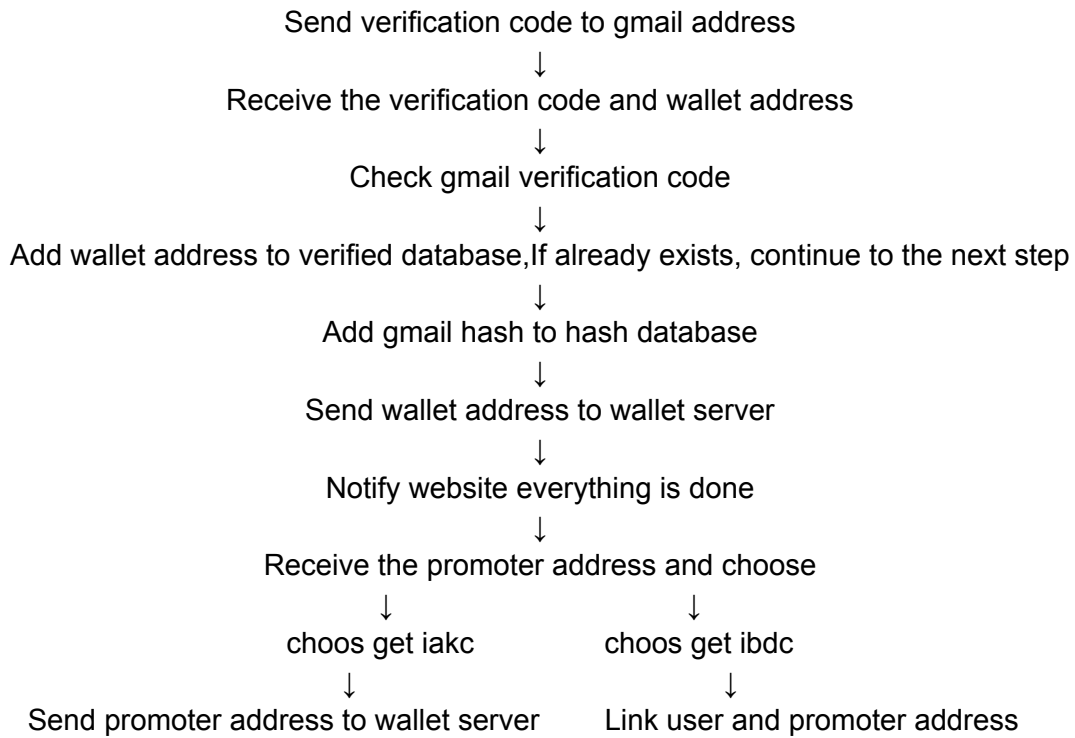 Send verification code to gmail address
↓
Receive the verification code and wallet address
↓
Check gmail verification code
↓
Add wallet address to verified database,If already exists, continue to the next step
↓
Add gmail hash to hash database
↓
Send wallet address to wallet server
↓
Notify website everything is done
↓
Receive the promoter address and choose
↓ ↓
choos get iakc choos get ibdc
↓ ↓
Send promoter address to wallet server Link user and promoter address